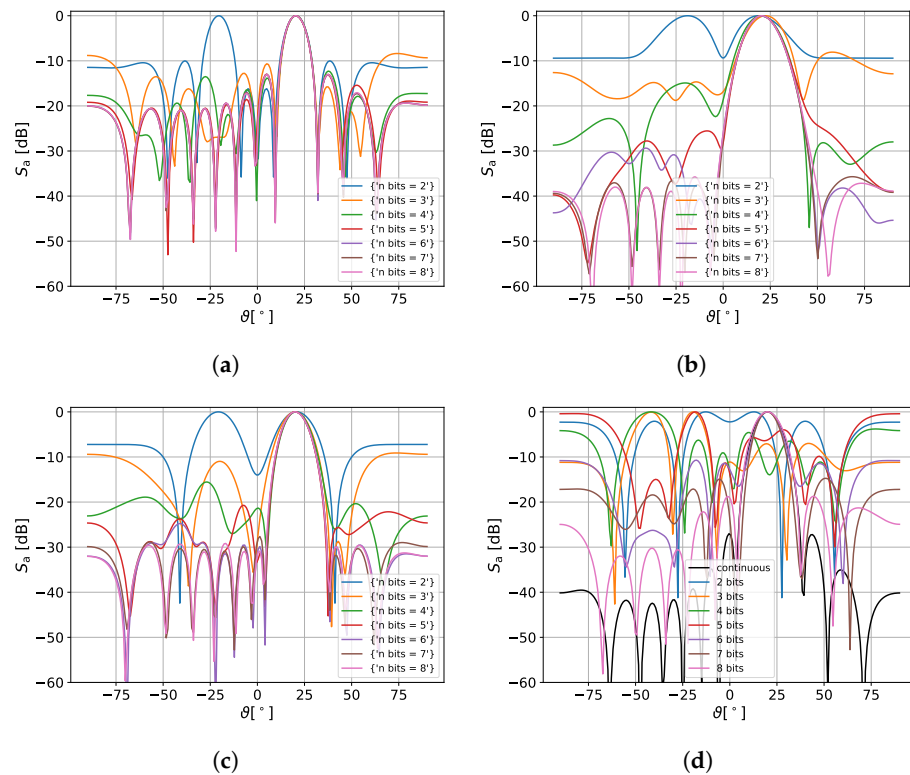 0
−10
−20
−30
−40
−50
−60
Sa [dB]
−75 −50 −25 0 25 50 75
ϑ[°]
{'n bits = 2'}
{'n bits = 3'}
{'n bits = 4'}
{'n bits = 5'}
{'n bits = 6'}
{'n bits = 7'}
{'n bits = 8'}
(a)
0
−10
−20
−30
−40
−50
−60
Sa [dB]
−75 −50 −25 0 25 50 75
ϑ[°]
{'n bits = 2'}
{'n bits = 3'}
{'n bits = 4'}
{'n bits = 5'}
{'n bits = 6'}
{'n bits = 7'}
{'n bits = 8'}
(b)
0
−10
−20
−30
−40
−50
−60
Sa [dB]
−75 −50 −25 0 25 50 75
ϑ[°]
{'n bits = 2'}
{'n bits = 3'}
{'n bits = 4'}
{'n bits = 5'}
{'n bits = 6'}
{'n bits = 7'}
{'n bits = 8'}
(c)
0
−10
−20
−30
−40
−50
−60
Sa [dB]
−75 −50 −25 0 25 50 75
ϑ[°]
continuous
2 bits
3 bits
4 bits
5 bits
6 bits
7 bits
8 bits
(d)